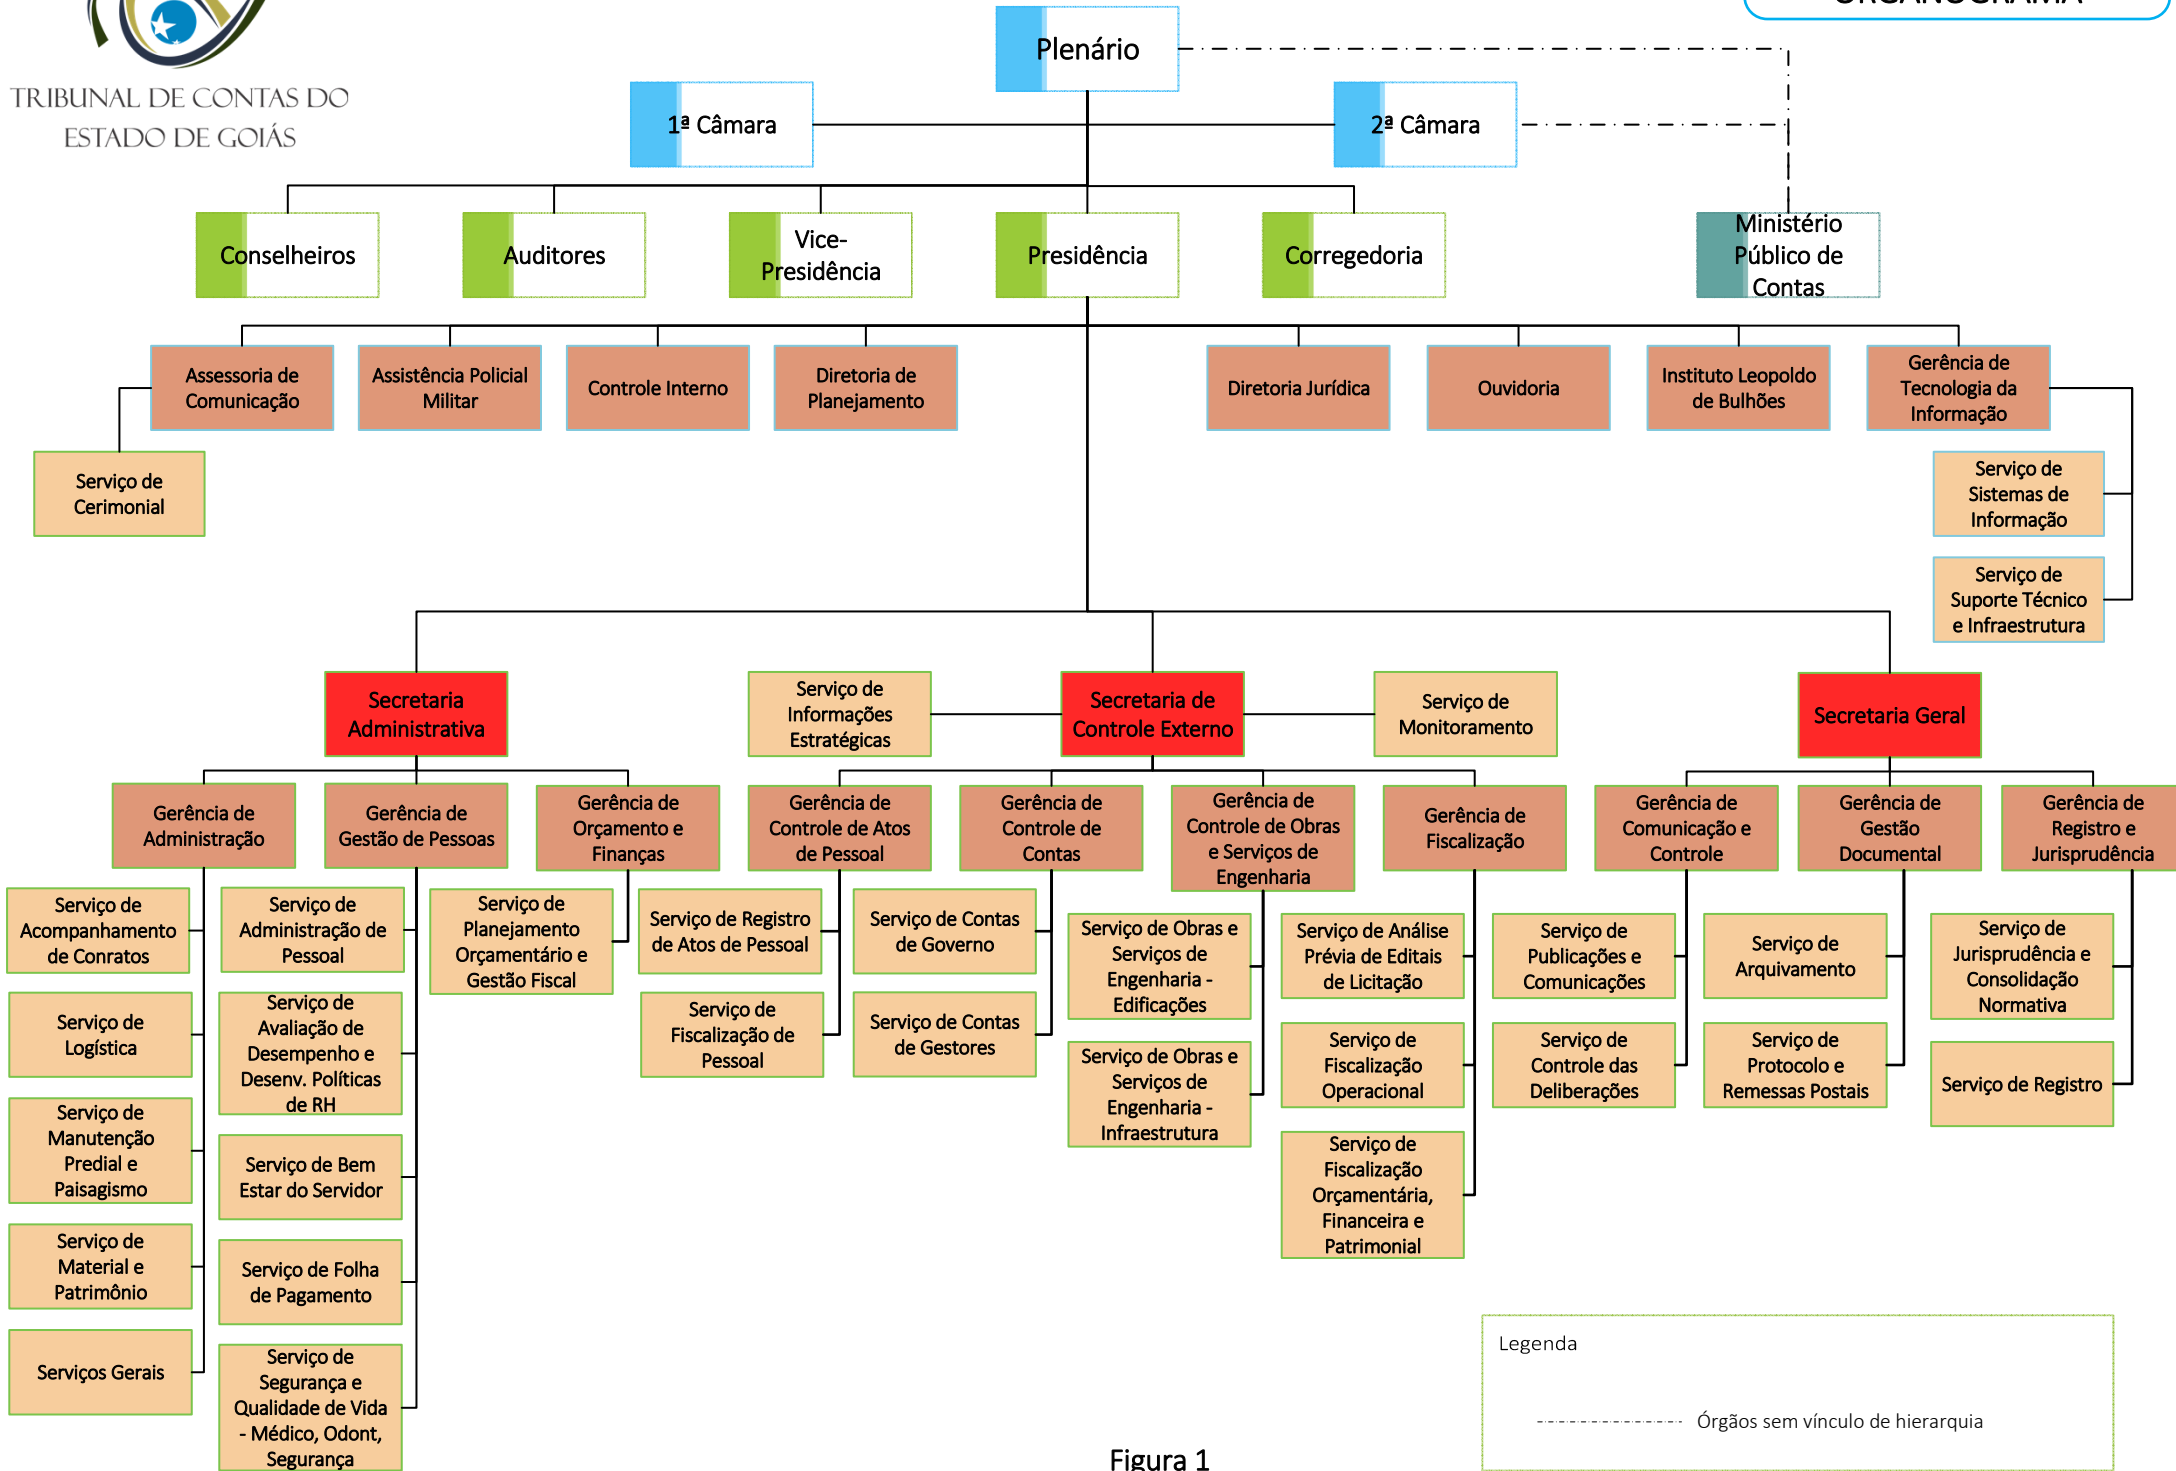 ORGANOGRAMA
TRIBUNAL DE CONTAS DO
ESTADO DE GOIÁS
Plenário
1ª Câmara
2ª Câmara
Conselheiros
Auditores
Vice-
Presidência
Presidência
Corregedoria
Ministério
Público de
Contas
Assessoria de
Comunicação
Assistência Policial
Militar
Controle Interno
Diretoria de
Planejamento
Diretoria Jurídica
Ouvidoria
Instituto Leopoldo
de Bulhões
Gerência de
Tecnologia da
Informação
Serviço de
Cerimonial
Serviço de
Sistemas de
Informação
Serviço de
Suporte Técnico
e Infraestrutura
Secretaria
Administrativa
Serviço de
Informações
Estratégicas
Secretaria de
Controle Externo
Serviço de
Monitoramento
Secretaria Geral
Gerência de
Administração
Gerência de
Gestão de Pessoas
Gerência de
Orçamento e
Finanças
Gerência de
Controle de Atos
de Pessoal
Gerência de
Controle de
Contas
Gerência de
Controle de Obras
e Serviços de
Engenharia
Gerência de
Fiscalização
Gerência de
Comunicação e
Controle
Gerência de
Gestão
Documental
Gerência de
Registro e
Jurisprudência
Serviço de
Acompanhamento
de Conratos
Serviço de
Administração de
Pessoal
Serviço de
Planejamento
Orçamentário e
Gestão Fiscal
Serviço de Registro
de Atos de Pessoal
Serviço de Contas
de Governo
Serviço de Obras e
Serviços de
Engenharia -
Edificações
Serviço de Análise
Prévia de Editais
de Licitação
Serviço de
Publicações e
Comunicações
Serviço de
Arquivamento
Serviço de
Jurisprudência e
Consolidação
Normativa
Serviço de
Logística
Serviço de
Avaliação de
Desempenho e
Desenv. Políticas
de RH
Serviço de
Fiscalização de
Pessoal
Serviço de Contas
de Gestores
Serviço de Obras e
Serviços de
Engenharia -
Infraestrutura
Serviço de
Fiscalização
Operacional
Serviço de
Controle das
Deliberações
Serviço de
Protocolo e
Remessas Postais
Serviço de Registro
Serviço de
Manutenção
Predial e
Paisagismo
Serviço de Bem
Estar do Servidor
Serviço de
Fiscalização
Orçamentária,
Financeira e
Patrimonial
Serviço de
Material e
Patrimônio
Serviço de Folha
de Pagamento
Serviços Gerais
Serviço de
Segurança e
Qualidade de Vida
- Médico, Odont,
Segurança
Legenda
Órgãos sem vínculo de hierarquia
Figura 1